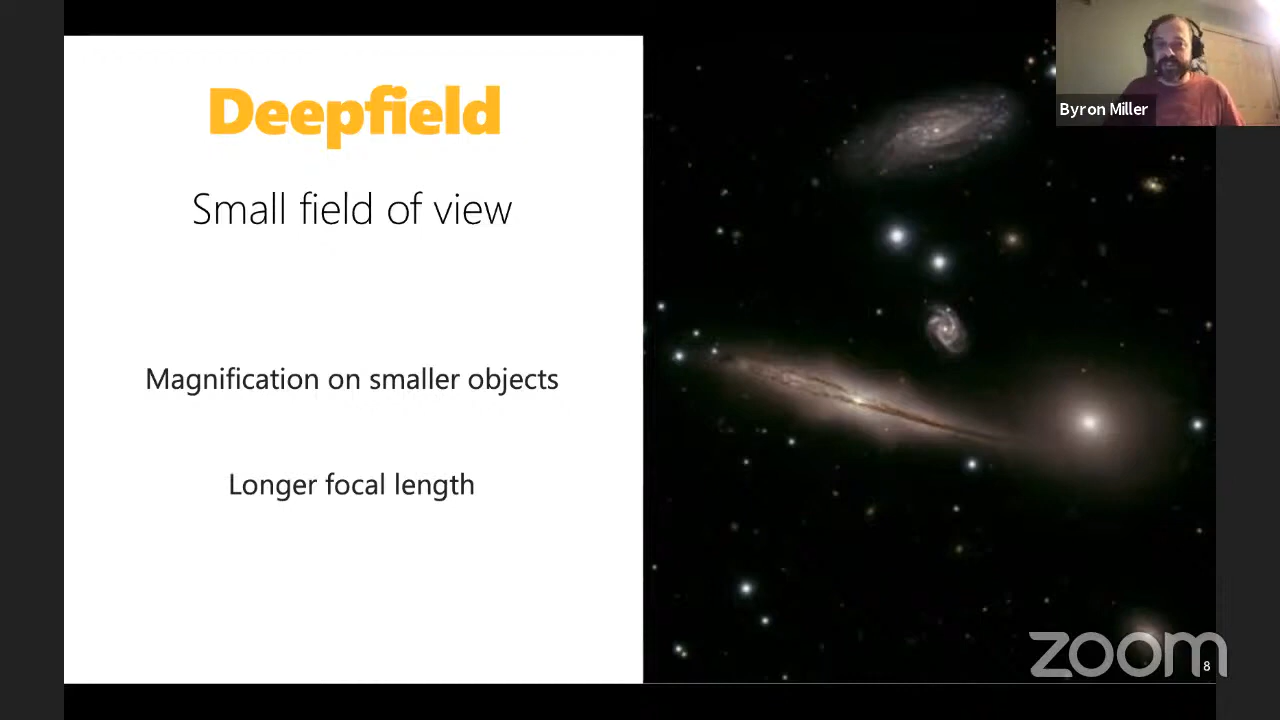 Deepfield
Small field of view
Magnification on smaller objects
Longer focal length
Byron Miller
zoom
8